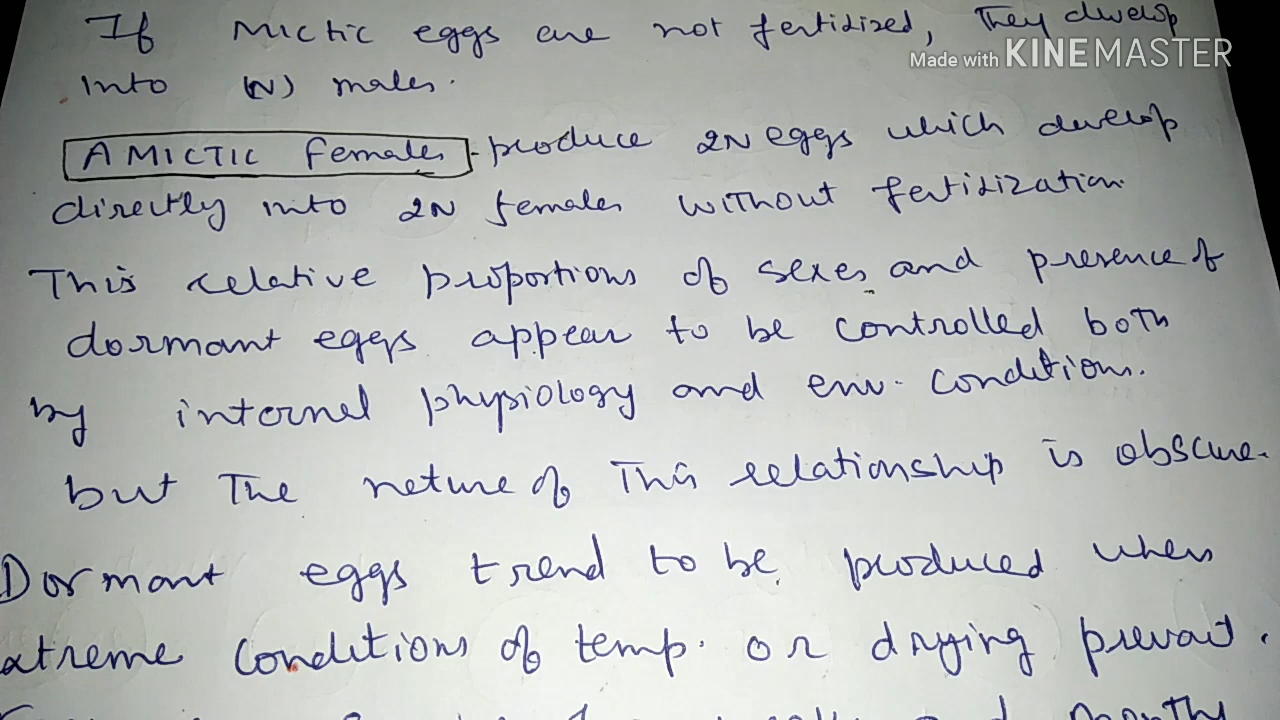 If Mictic eggs are not fertilized, They develop
Made with KINEMASTER
into (N) males.
AMICTIC females - produce 2N eggs which develop
directly into 2N females without fertilization
This relative proportions of sexes and presence of
dormant eggs appear to be controlled both
by internal physiology and env. conditions.
but The nature of This relationship is obscure.
Dormant eggs trend to be produced when
xtreme conditions of temp. or drying prevail.
months